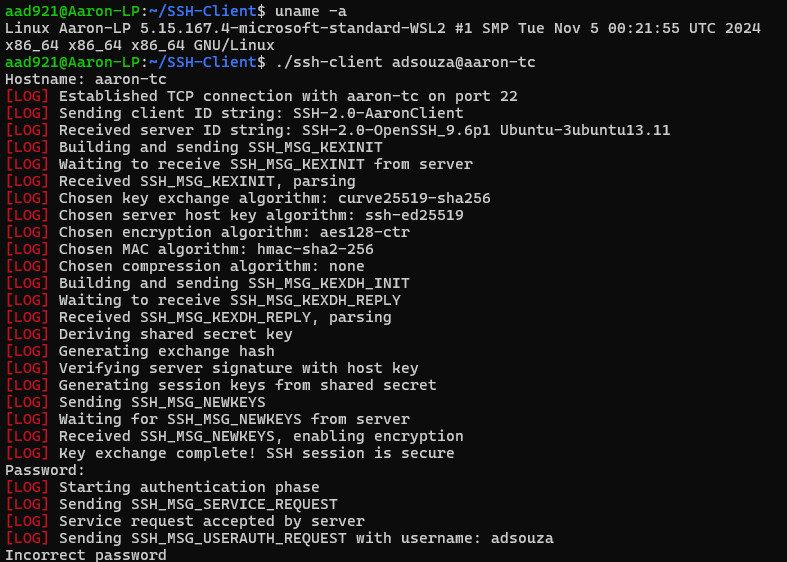 aad921@Aaron-LP:~/SSH-Client$ uname -a
Linux Aaron-LP 5.15.167.4-microsoft-standard-WSL2 #1 SMP Tue Nov 5 00:21:55 UTC 2024
x86_64 x86_64 x86_64 GNU/Linux
aad921@Aaron-LP:~/SSH-Client$ ./ssh-client adsouza@aaron-tc
Hostname: aaron-tc
[LOG] Established TCP connection with aaron-tc on port 22
[LOG] Sending client ID string: SSH-2.0-AaronClient
[LOG] Received server ID string: SSH-2.0-OpenSSH_9.6p1 Ubuntu-3ubuntu13.11
[LOG] Building and sending SSH_MSG_KEXINIT
[LOG] Waiting to receive SSH_MSG_KEXINIT from server
[LOG] Received SSH_MSG_KEXINIT, parsing
[LOG] Chosen key exchange algorithm: curve25519-sha256
[LOG] Chosen server host key algorithm: ssh-ed25519
[LOG] Chosen encryption algorithm: aes128-ctr
[LOG] Chosen MAC algorithm: hmac-sha2-256
[LOG] Chosen compression algorithm: none
[LOG] Building and sending SSH_MSG_KEXDH_INIT
[LOG] Waiting to receive SSH_MSG_KEXDH_REPLY
[LOG] Received SSH_MSG_KEXDH_REPLY, parsing
[LOG] Deriving shared secret key
[LOG] Generating exchange hash
[LOG] Verifying server signature with host key
[LOG] Generating session keys from shared secret
[LOG] Sending SSH_MSG_NEWKEYS
[LOG] Waiting for SSH_MSG_NEWKEYS from server
[LOG] Received SSH_MSG_NEWKEYS, enabling encryption
[LOG] Key exchange complete! SSH session is secure
Password:
[LOG] Starting authentication phase
[LOG] Sending SSH_MSG_SERVICE_REQUEST
[LOG] Service request accepted by server
[LOG] Sending SSH_MSG_USERAUTH_REQUEST with username: adsouza
Incorrect password